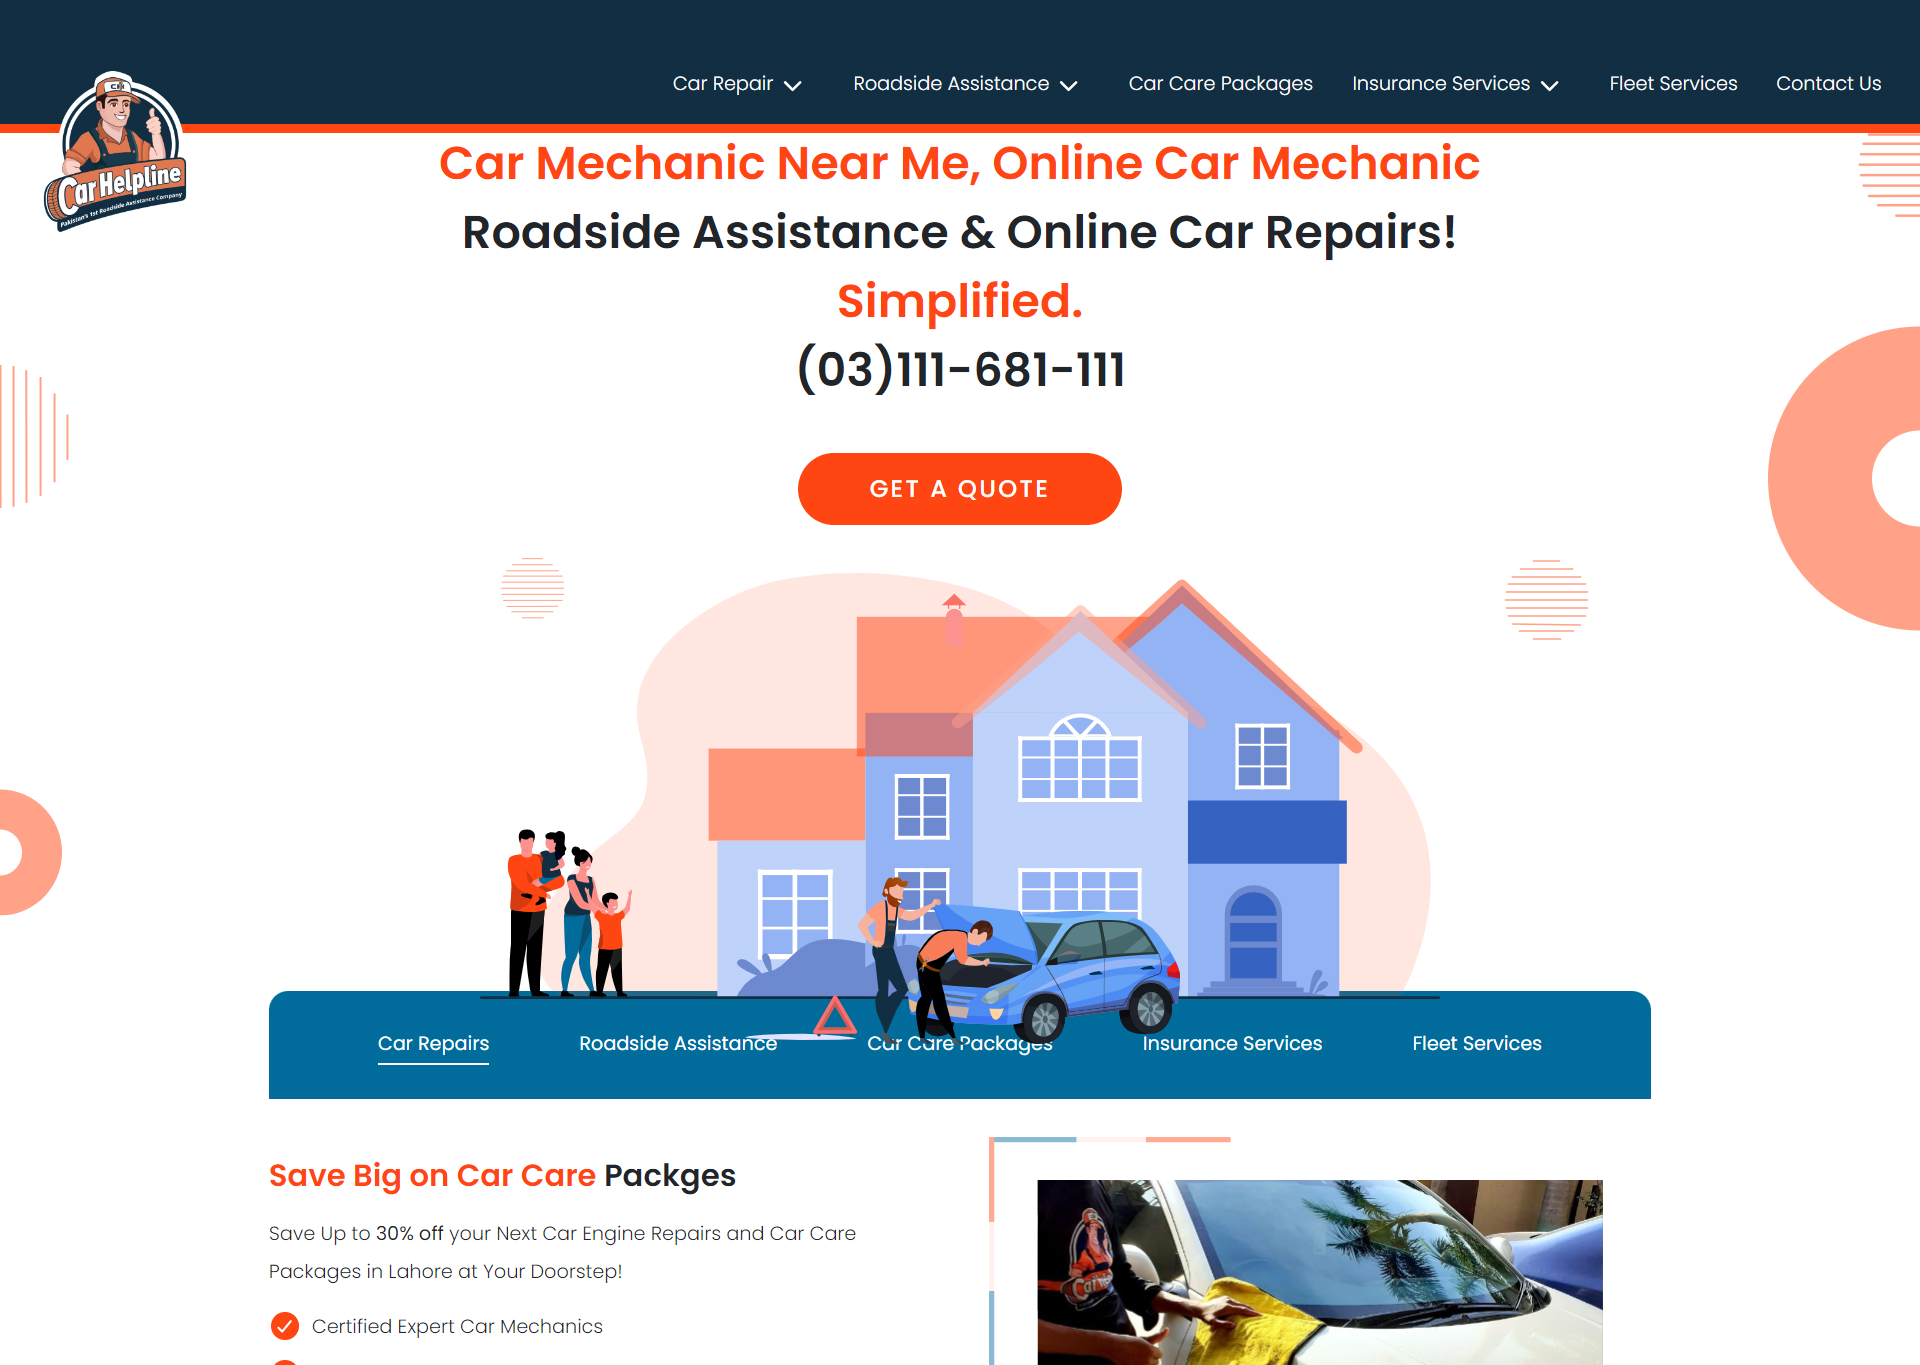 Car Repair
Roadside Assistance
Car Care Packages
Insurance Services
Fleet Services
Contact Us
CH
Car Helpline
Pakistan's 1st Roadside Assistance Company
Car Mechanic Near Me, Online Car Mechanic
Roadside Assistance & Online Car Repairs!
Simplified.
(03)111-681-111
GET A QUOTE
Car Repairs
Roadside Assistance
Car Care Packages
Insurance Services
Fleet Services
Save Big on Car Care Packges
Save Up to 30% off your Next Car Engine Repairs and Car Care
Packages in Lahore at Your Doorstep!
Certified Expert Car Mechanics